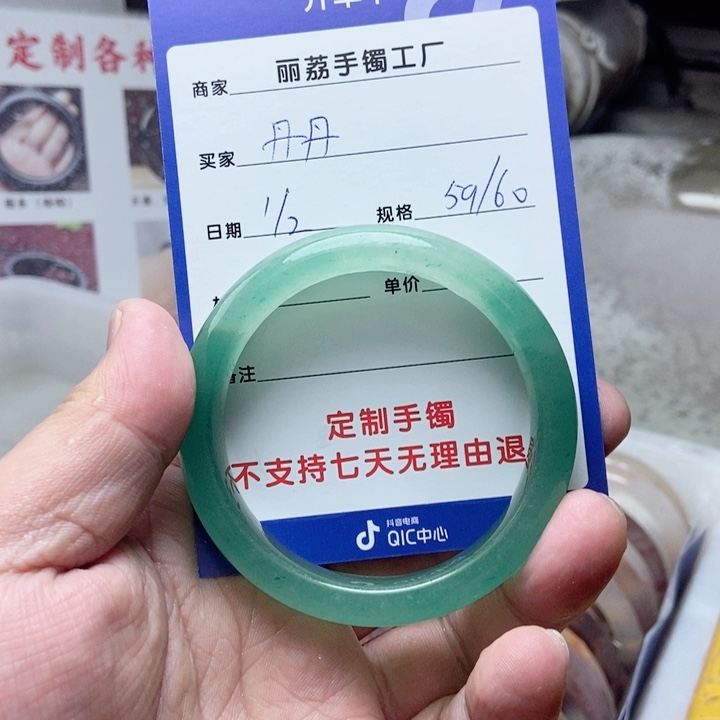 定制各种
商家 丽荔手镯工厂
买家 丹丹
日期 1/2 规格 59/60
单价
备注
定制手镯
不支持七天无理由退
抖音电商
QIC中心